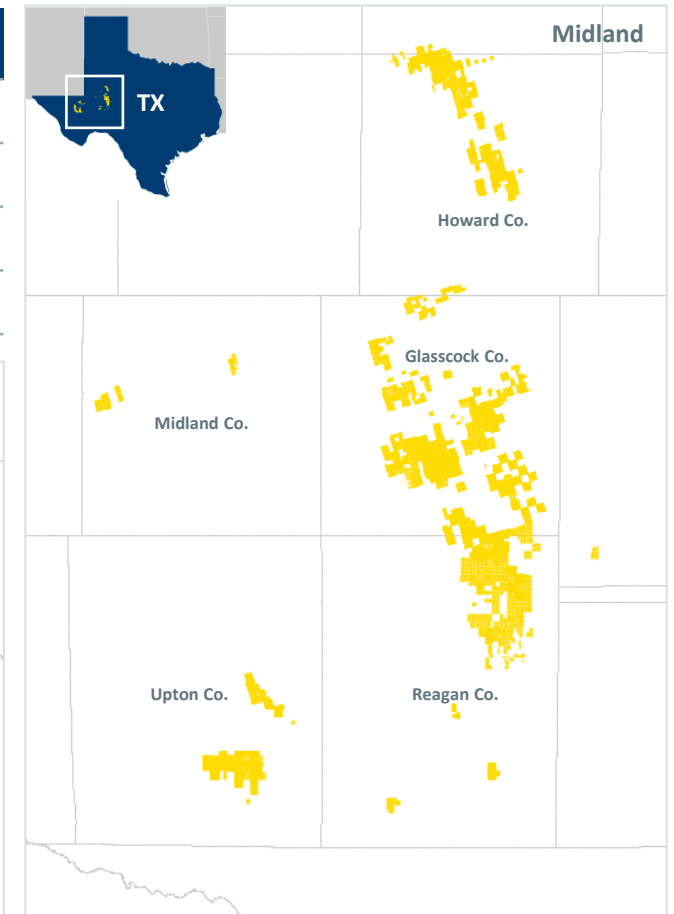 Midland
TX
Howard Co.
Glasscock Co.
Midland Co.
Upton Co.
Reagan Co.